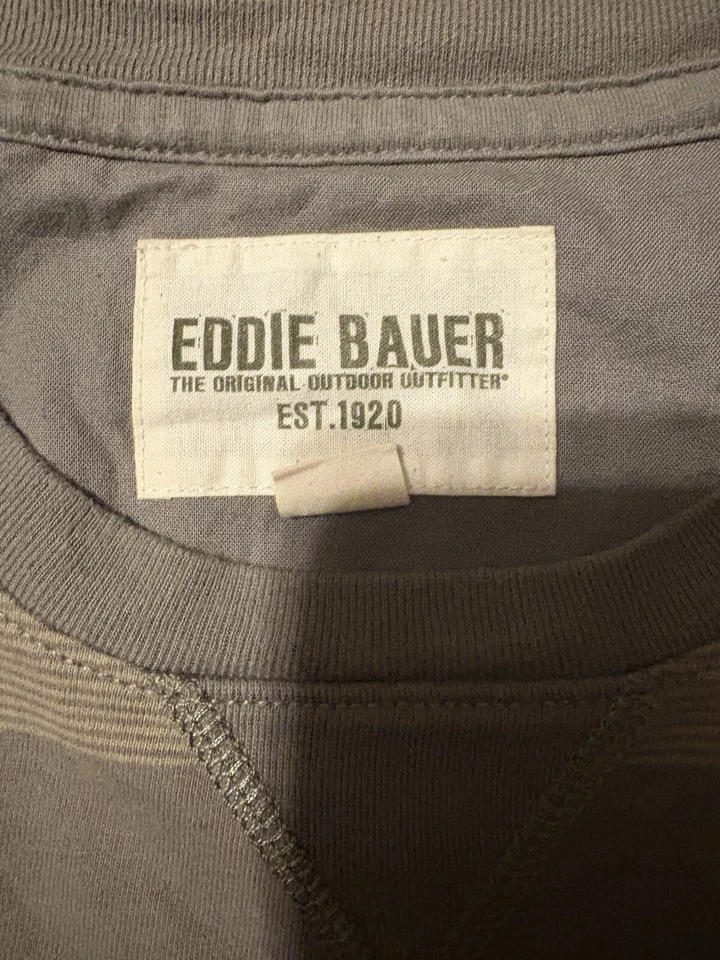 EDDIE BAUER
THE ORIGINAL OUTDOOR OUTFITTER®
EST.1920